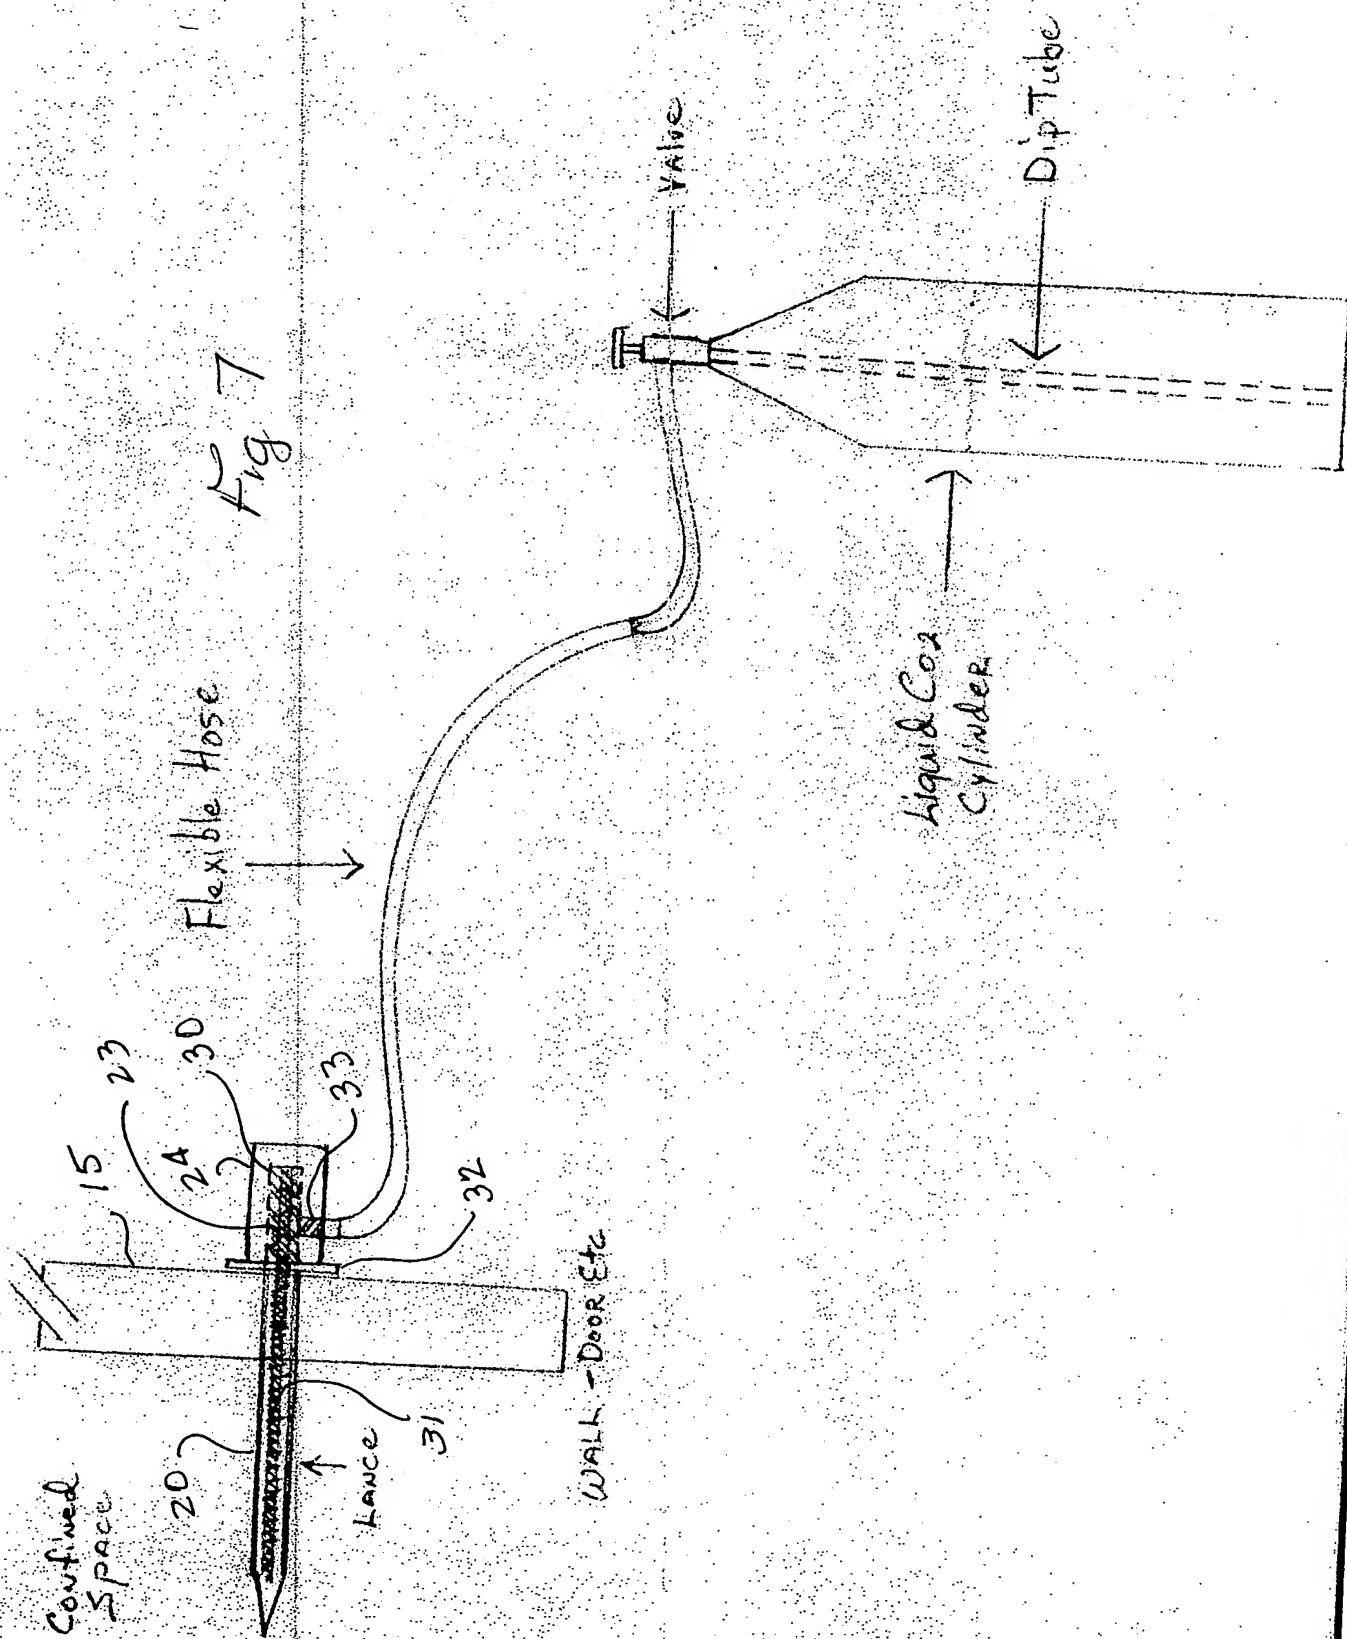 Fig 7
Confined
Space
20
Lance
31
15
23
24
30
33
32
Wall - Door Etc
Flexible Hose
Valve
Liquid Co2
Cylinder
Dip Tube